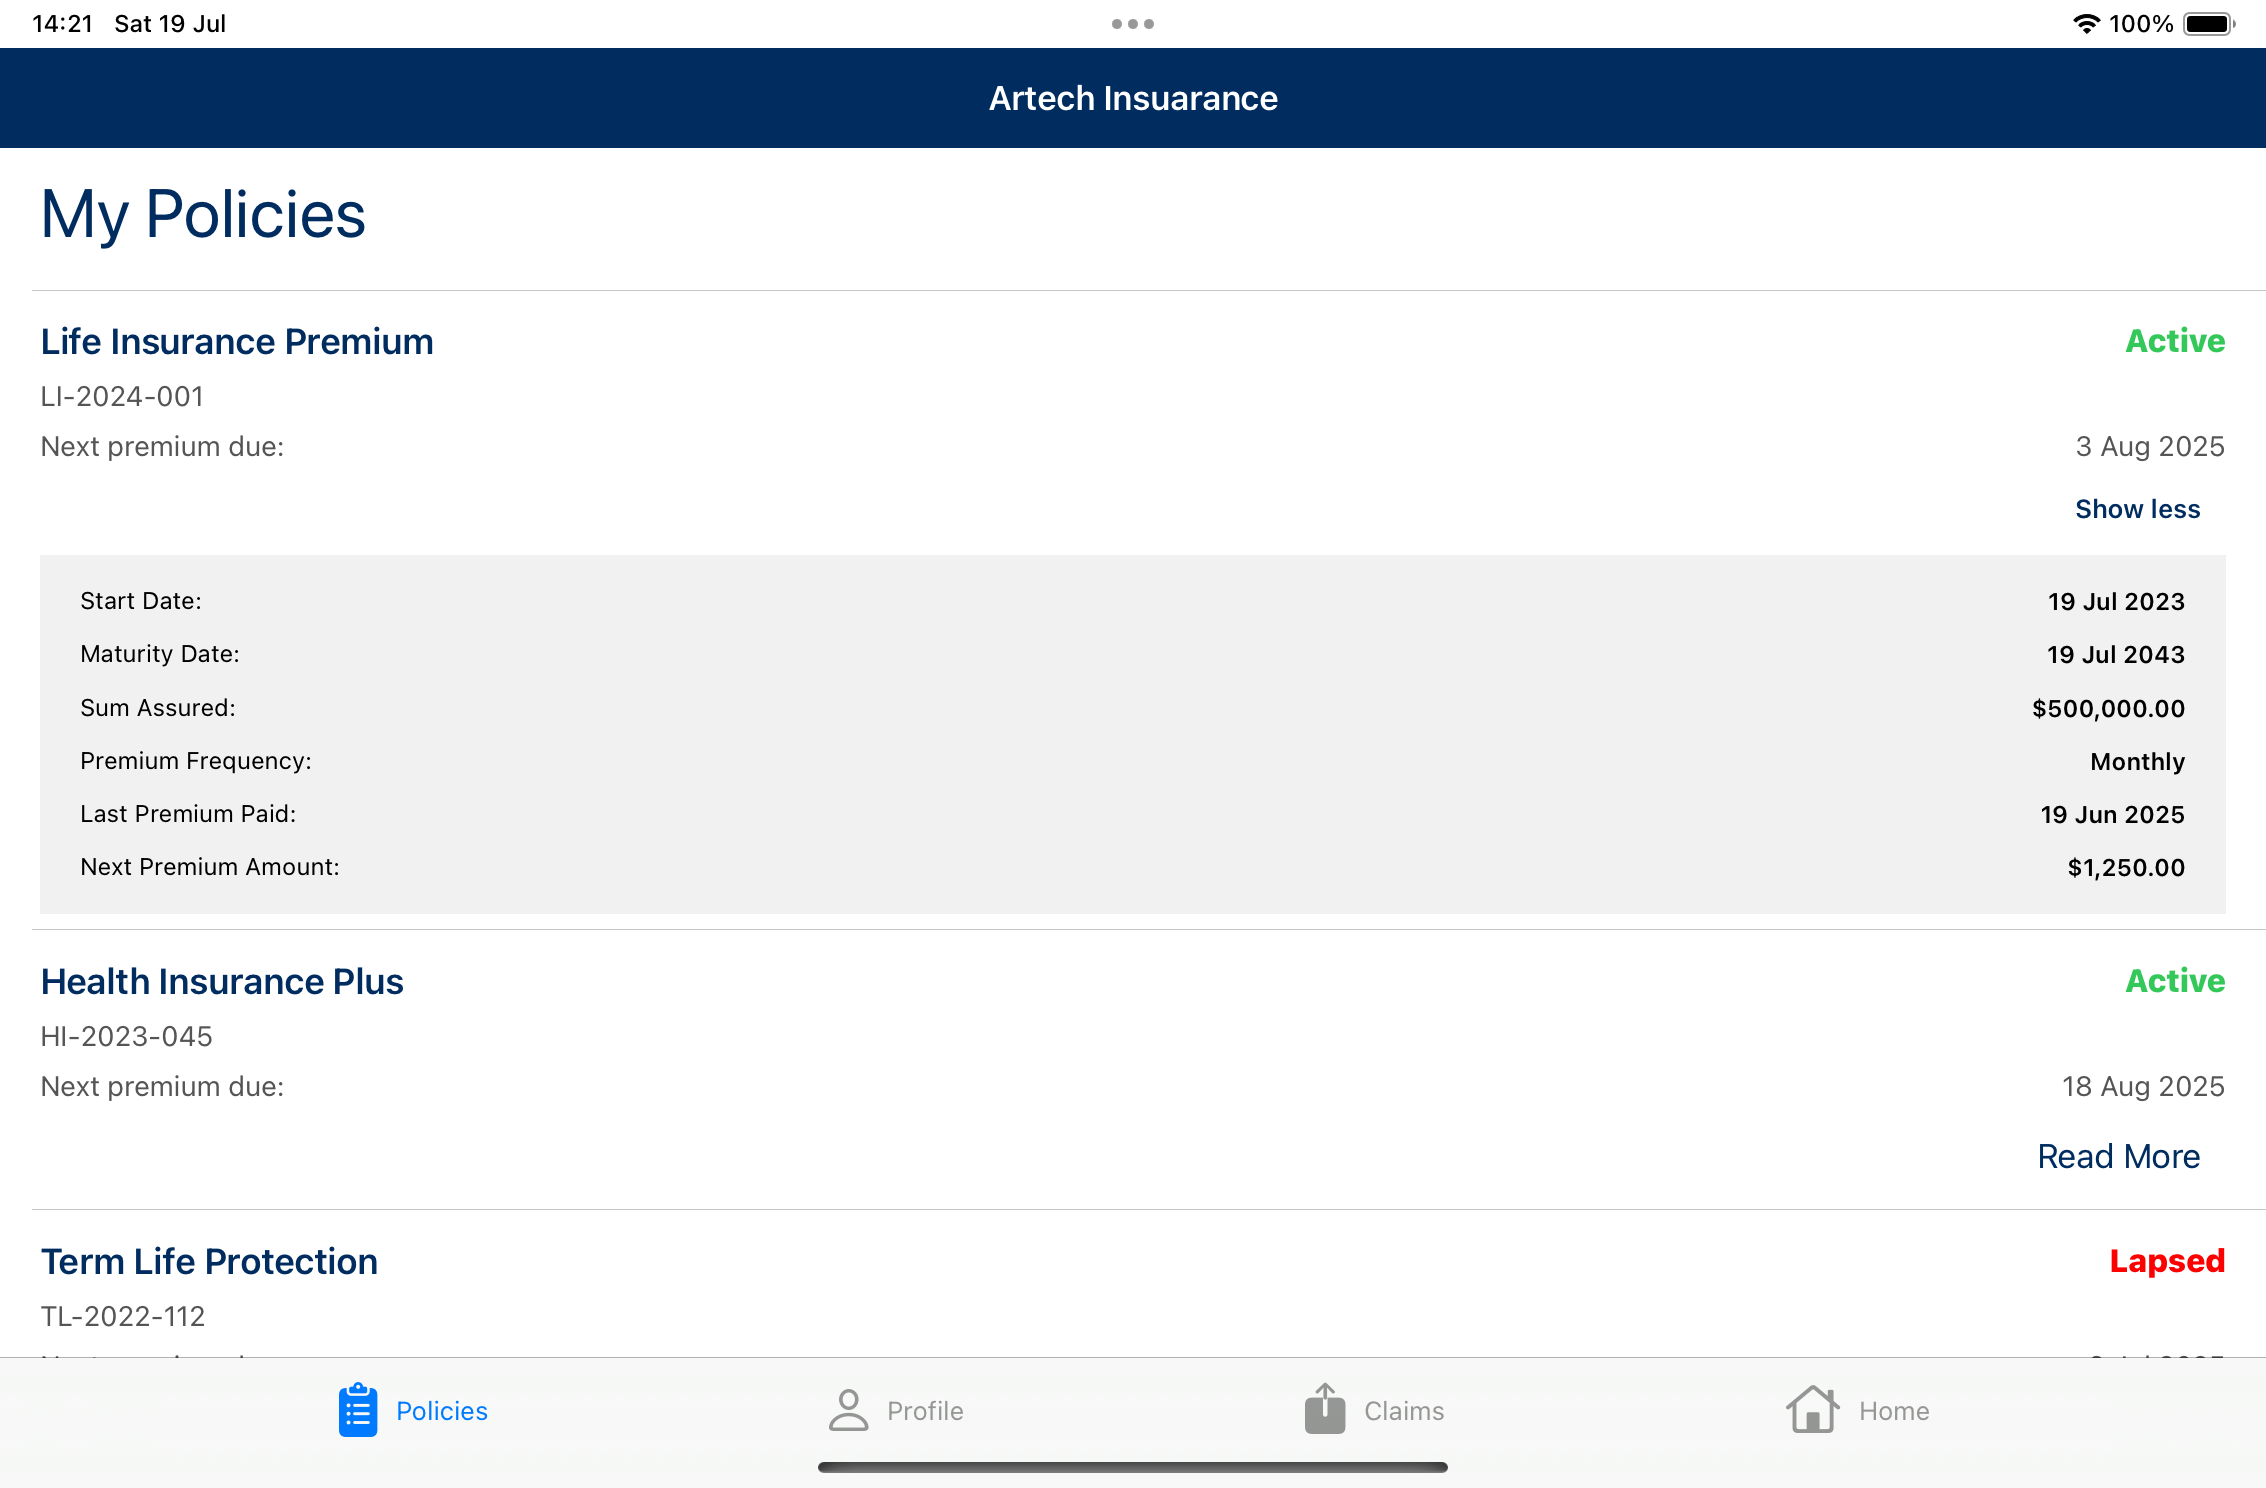 14:21 Sat 19 Jul 100%
Artech Insuarance
My Policies
Life Insurance Premium Active
LI-2024-001
Next premium due: 3 Aug 2025
Show less
Start Date: 19 Jul 2023
Maturity Date: 19 Jul 2043
Sum Assured: $500,000.00
Premium Frequency: Monthly
Last Premium Paid: 19 Jun 2025
Next Premium Amount: $1,250.00
Health Insurance Plus Active
HI-2023-045
Next premium due: 18 Aug 2025
Read More
Term Life Protection Lapsed
TL-2022-112
Policies Profile Claims Home